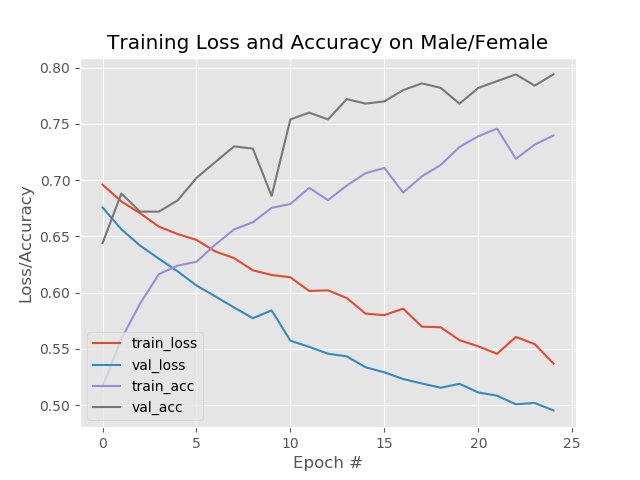 Training Loss and Accuracy on Male/Female
0.80
0.75
0.70
0.65
0.60
0.55
0.50
Loss/Accuracy
train_loss
val_loss
train_acc
val_acc
0 5 10 15 20 25
Epoch #